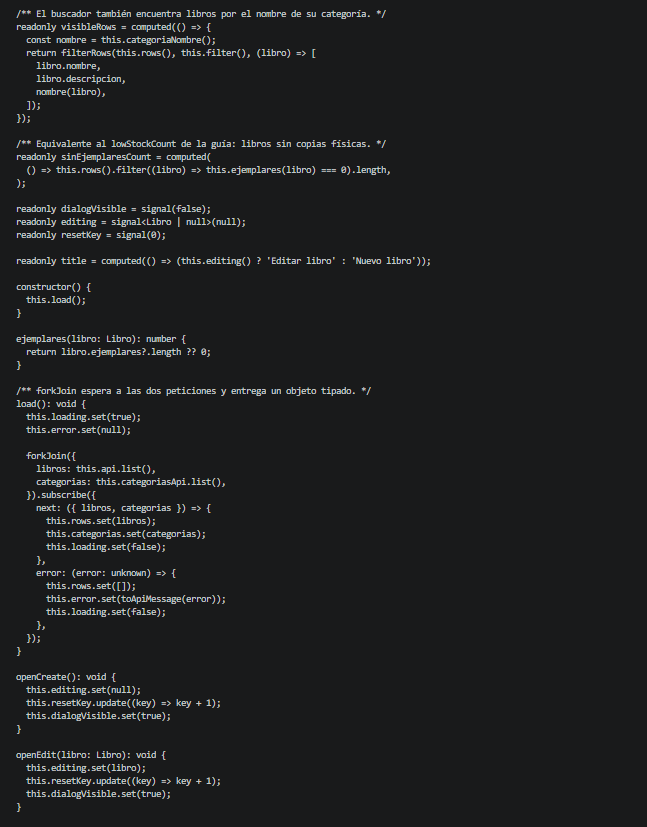 /** El buscador también encuentra libros por el nombre de su categoría. */
readonly visibleRows = computed(() => {
  const nombre = this.categoriaNombre();
  return filterRows(this.rows(), this.filter(), (libro) => [
    libro.nombre,
    libro.descripcion,
    nombre(libro),
  ]);
});

/** Equivalente al lowStockCount de la guía: libros sin copias físicas. */
readonly sinEjemplaresCount = computed(
  () => this.rows().filter((libro) => this.ejemplares(libro) === 0).length,
);

readonly dialogVisible = signal(false);
readonly editing = signal<Libro | null>(null);
readonly resetKey = signal(0);

readonly title = computed(() => (this.editing() ? 'Editar libro' : 'Nuevo libro'));

constructor() {
  this.load();
}

ejemplares(libro: Libro): number {
  return libro.ejemplares?.length ?? 0;
}

/** forkJoin espera a las dos peticiones y entrega un objeto tipado. */
load(): void {
  this.loading.set(true);
  this.error.set(null);

  forkJoin({
    libros: this.api.list(),
    categorias: this.categoriasApi.list(),
  }).subscribe({
    next: ({ libros, categorias }) => {
      this.rows.set(libros);
      this.categorias.set(categorias);
      this.loading.set(false);
    },
    error: (error: unknown) => {
      this.rows.set([]);
      this.error.set(toApiMessage(error));
      this.loading.set(false);
    },
  });
}

openCreate(): void {
  this.editing.set(null);
  this.resetKey.update((key) => key + 1);
  this.dialogVisible.set(true);
}

openEdit(libro: Libro): void {
  this.editing.set(libro);
  this.resetKey.update((key) => key + 1);
  this.dialogVisible.set(true);
}